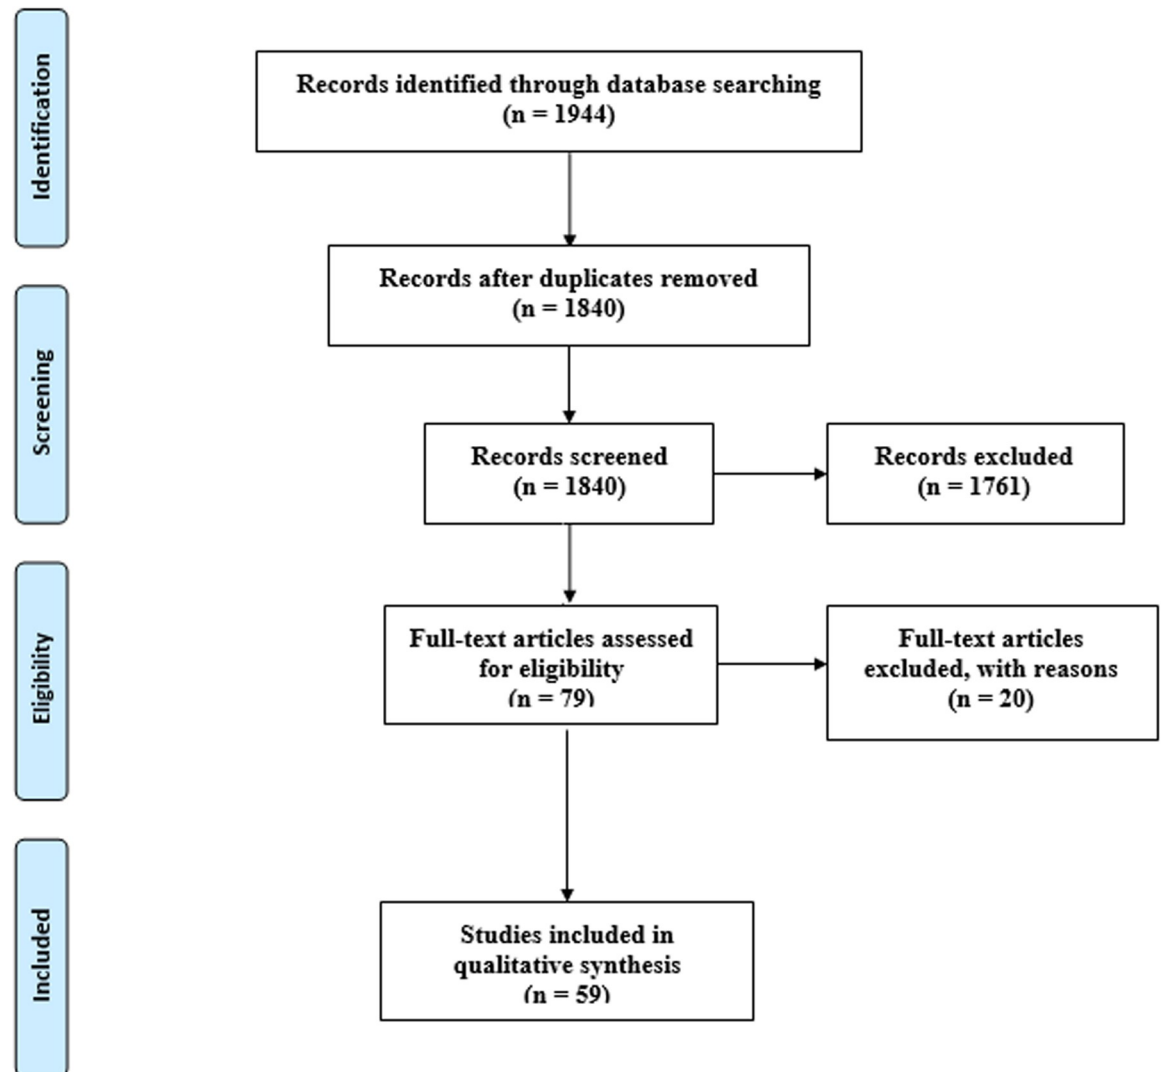 Identification
Records identified through database searching
(n = 1944)
Records after duplicates removed
(n = 1840)
Screening
Records screened
(n = 1840)
Records excluded
(n = 1761)
Eligibility
Full-text articles assessed
for eligibility
(n = 79)
Full-text articles
excluded, with reasons
(n = 20)
Included
Studies included in
qualitative synthesis
(n = 59)